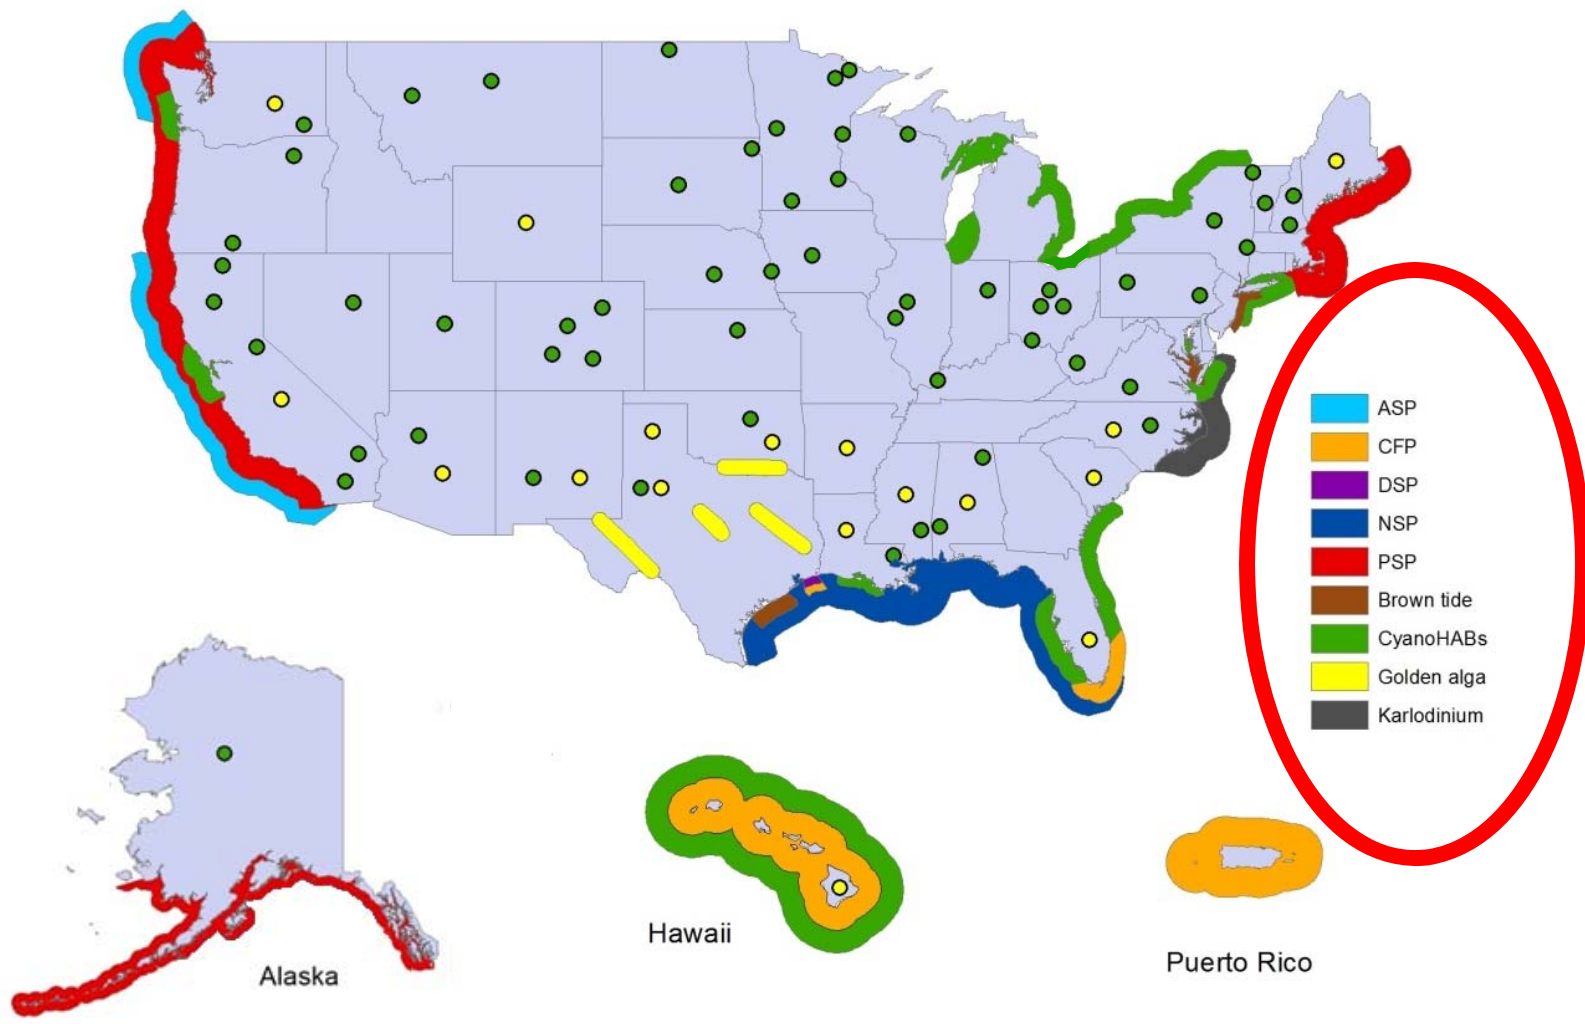 ASP
CFP
DSP
NSP
PSP
Brown tide
CyanoHABs
Golden alga
Karlodinium
Hawaii
Puerto Rico
Alaska